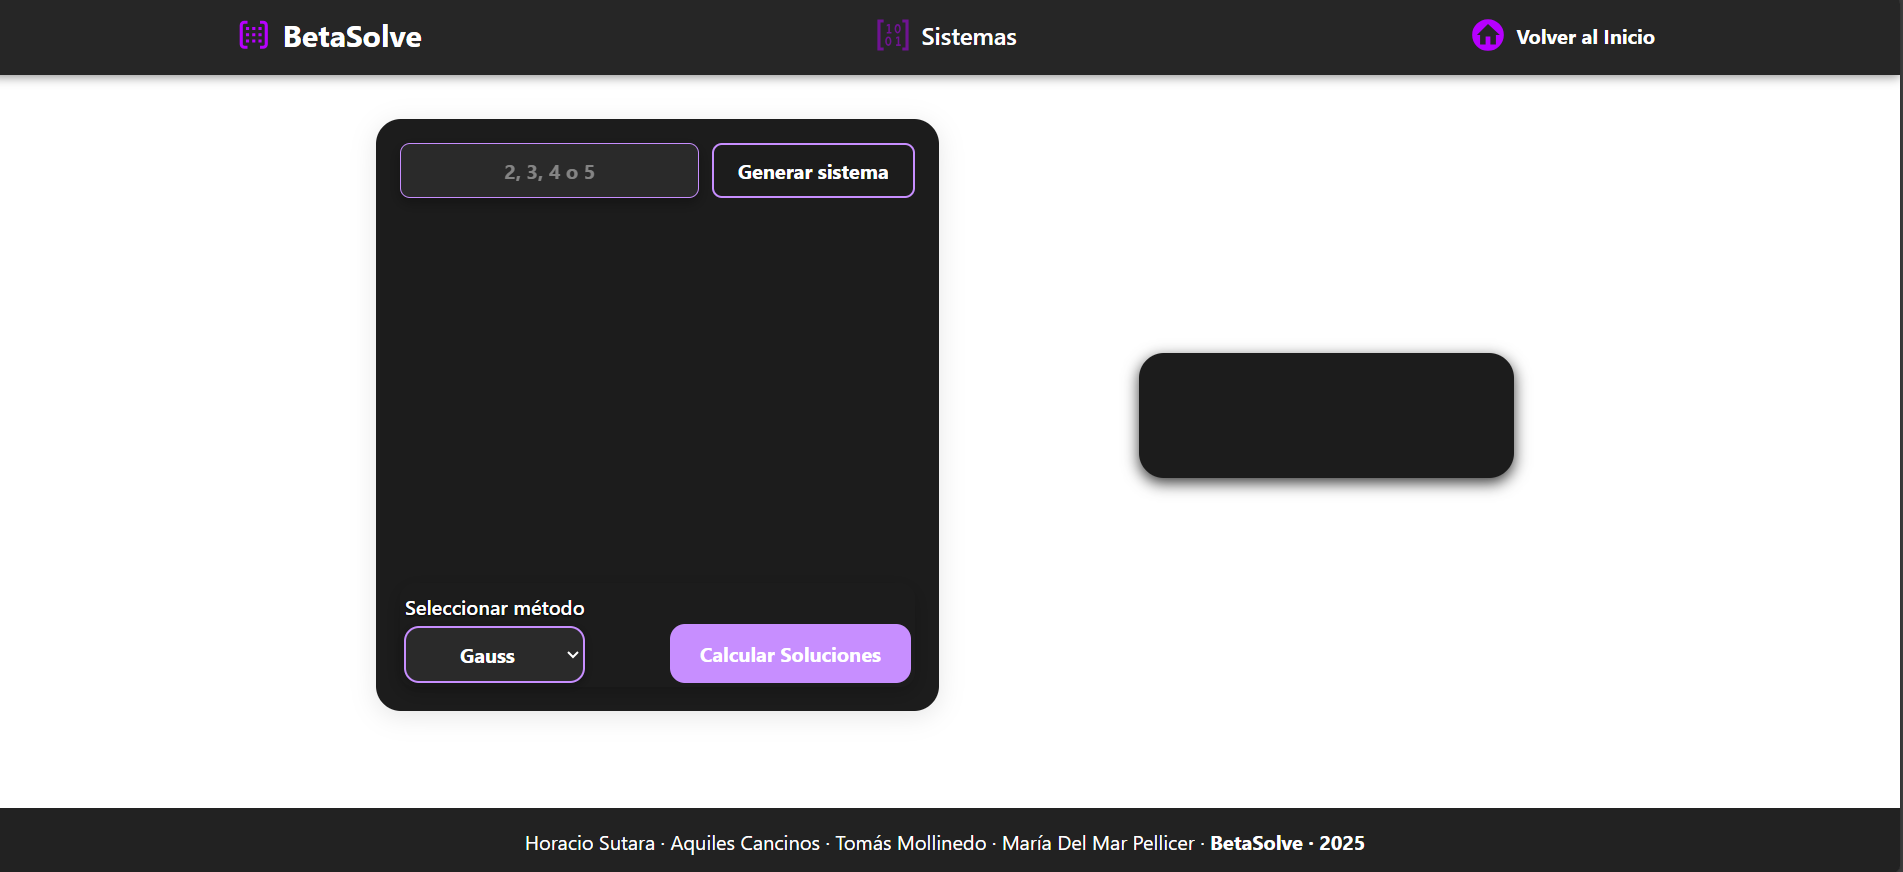 BetaSolve
Sistemas
Volver al Inicio
2, 3, 4 o 5
Generar sistema
Seleccionar método
Gauss
Calcular Soluciones
Horacio Sutara · Aquiles Cancinos · Tomás Mollinedo · María Del Mar Pellicer · BetaSolve · 2025